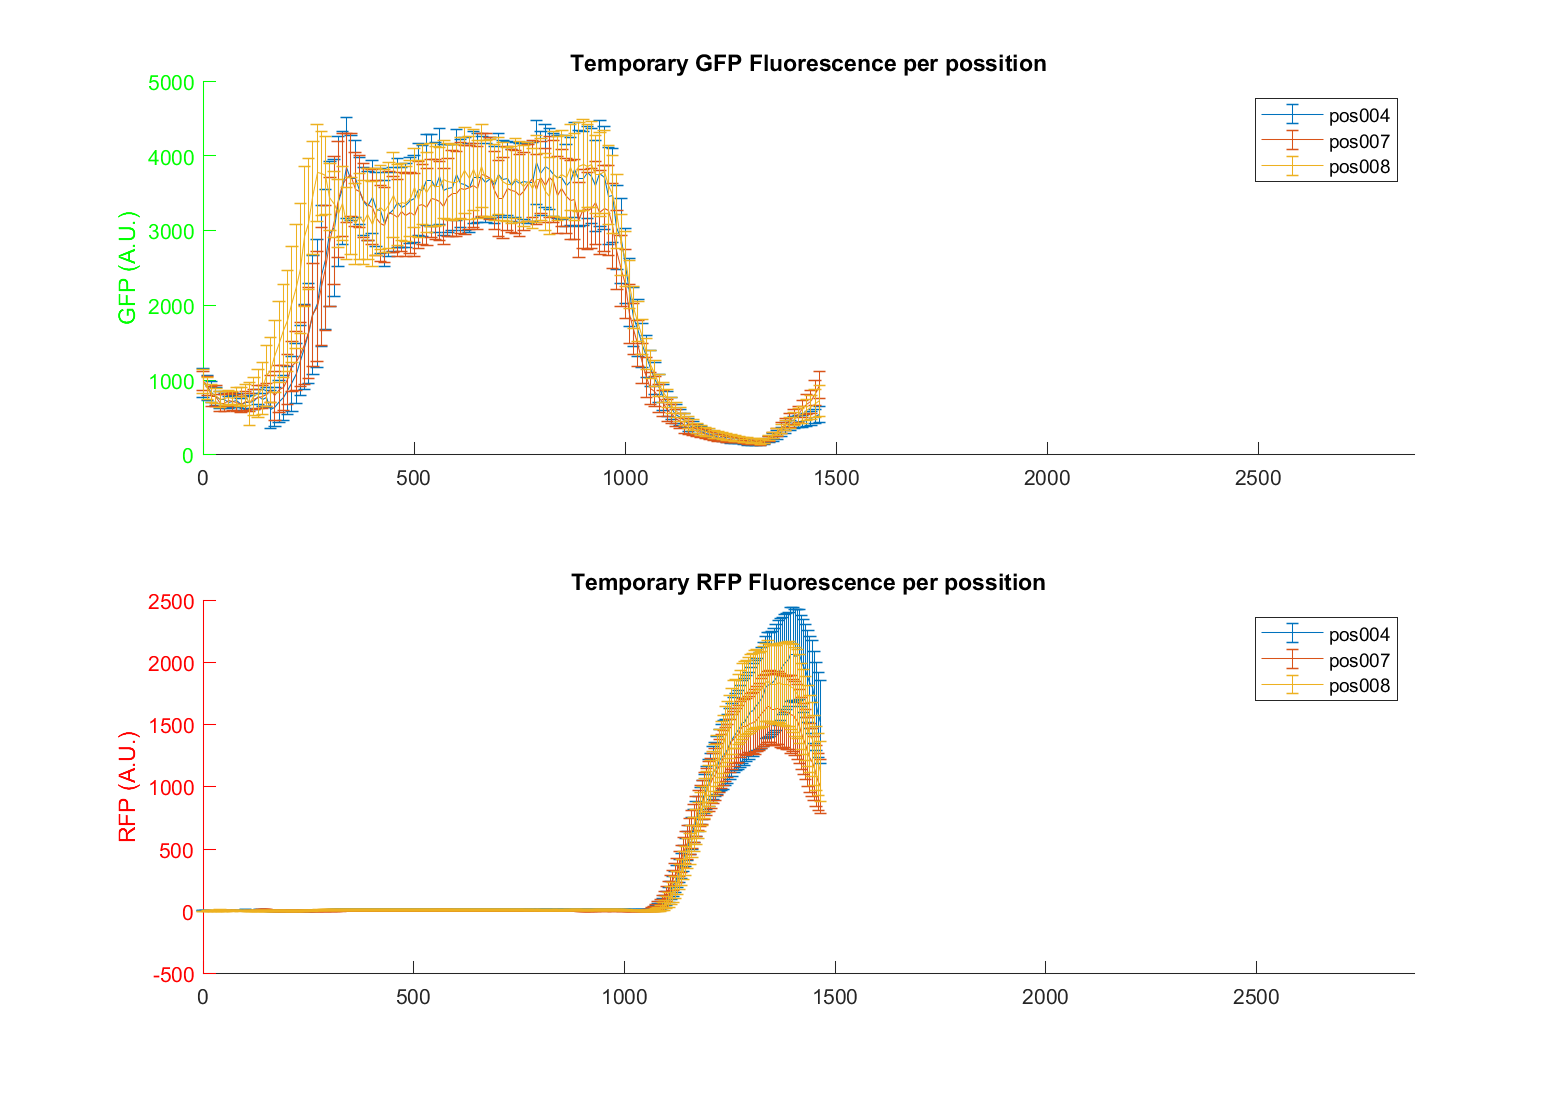 Temporary GFP Fluorescence per possition
5000
4000
3000
2000
1000
0
GFP (A.U.)
0 500 1000 1500 2000 2500
pos004
pos007
pos008
Temporary RFP Fluorescence per possition
2500
2000
1500
1000
500
0
-500
RFP (A.U.)
0 500 1000 1500 2000 2500
pos004
pos007
pos008